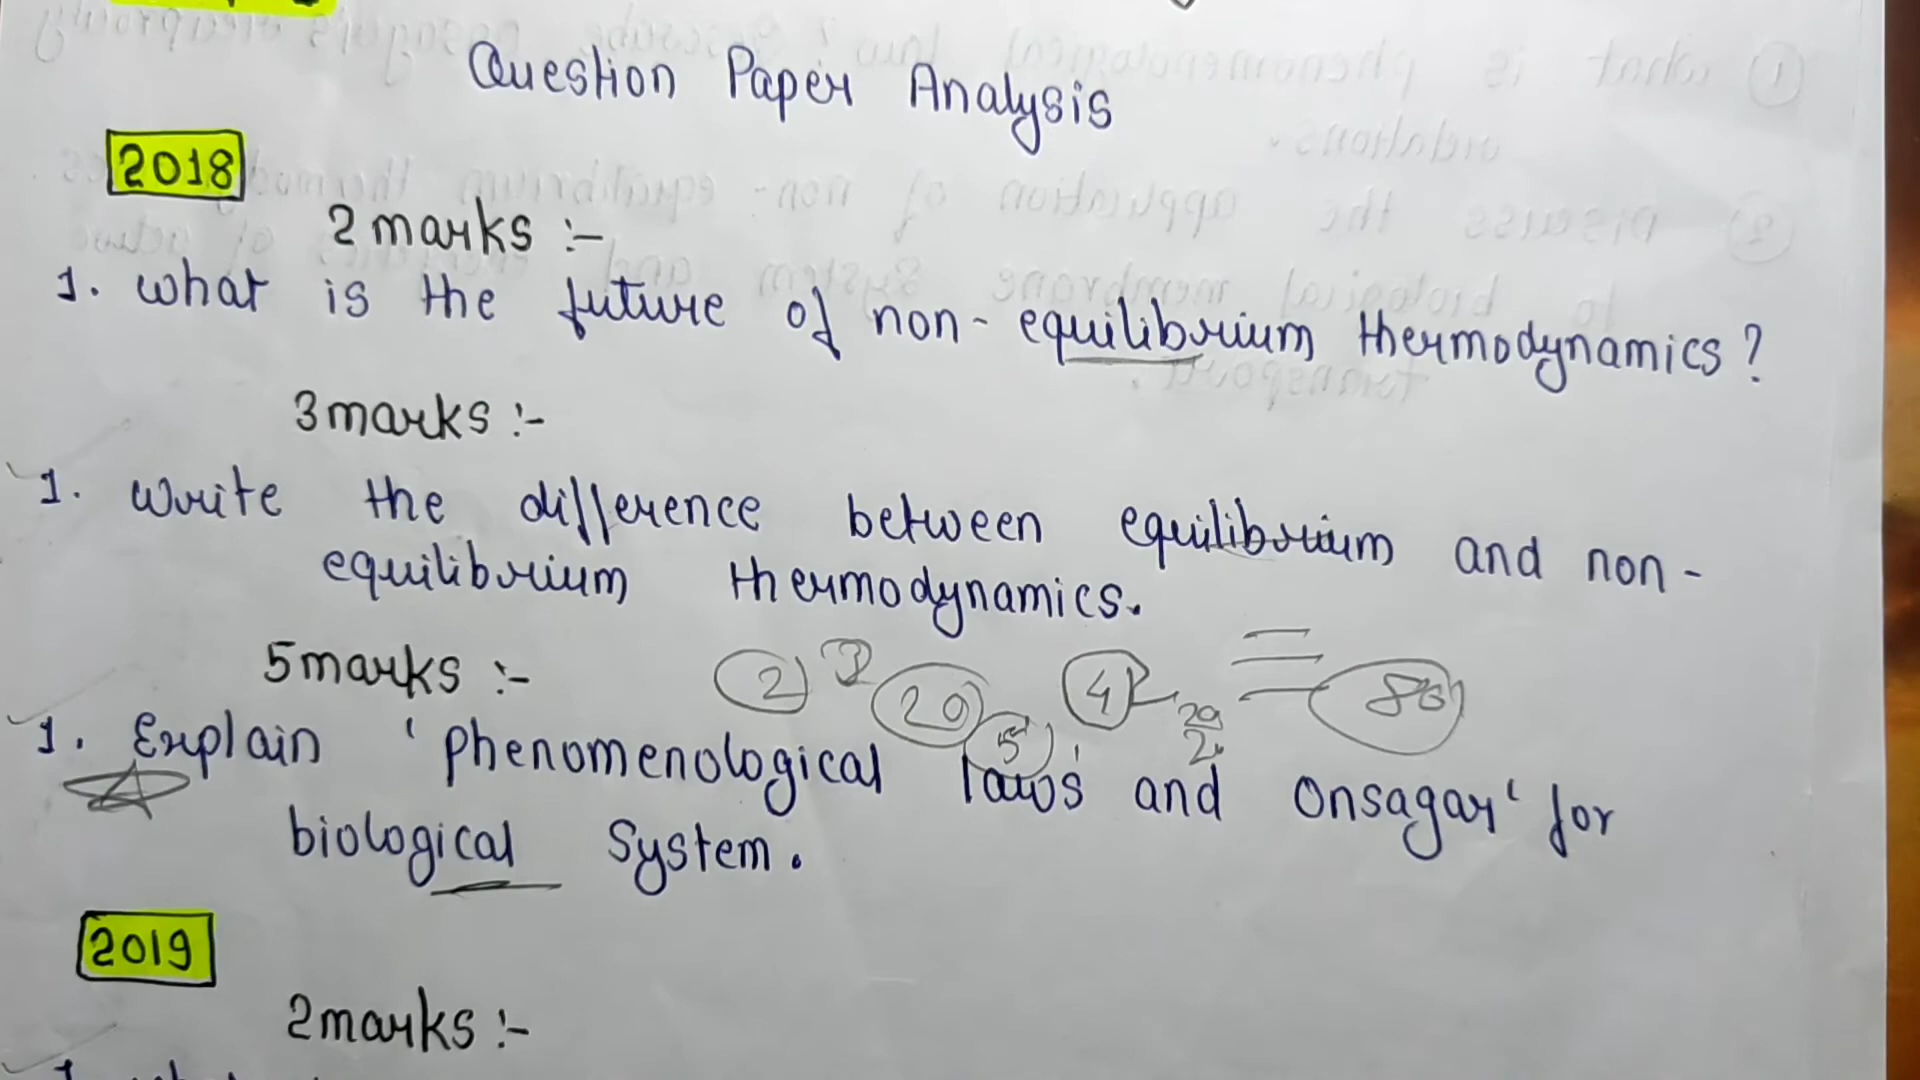 Question Paper Analysis
2018
2 marks :-
1. what is the future of non-equilibrium thermodynamics?
3 marks :-
1. Write the difference between equilibrium and non-
equilibrium thermodynamics.
5 marks :-
2 3 20 5 4 20 80
1. Explain 'phenomenological laws' and Onsagar' for
biological system.
2019
2 marks :-